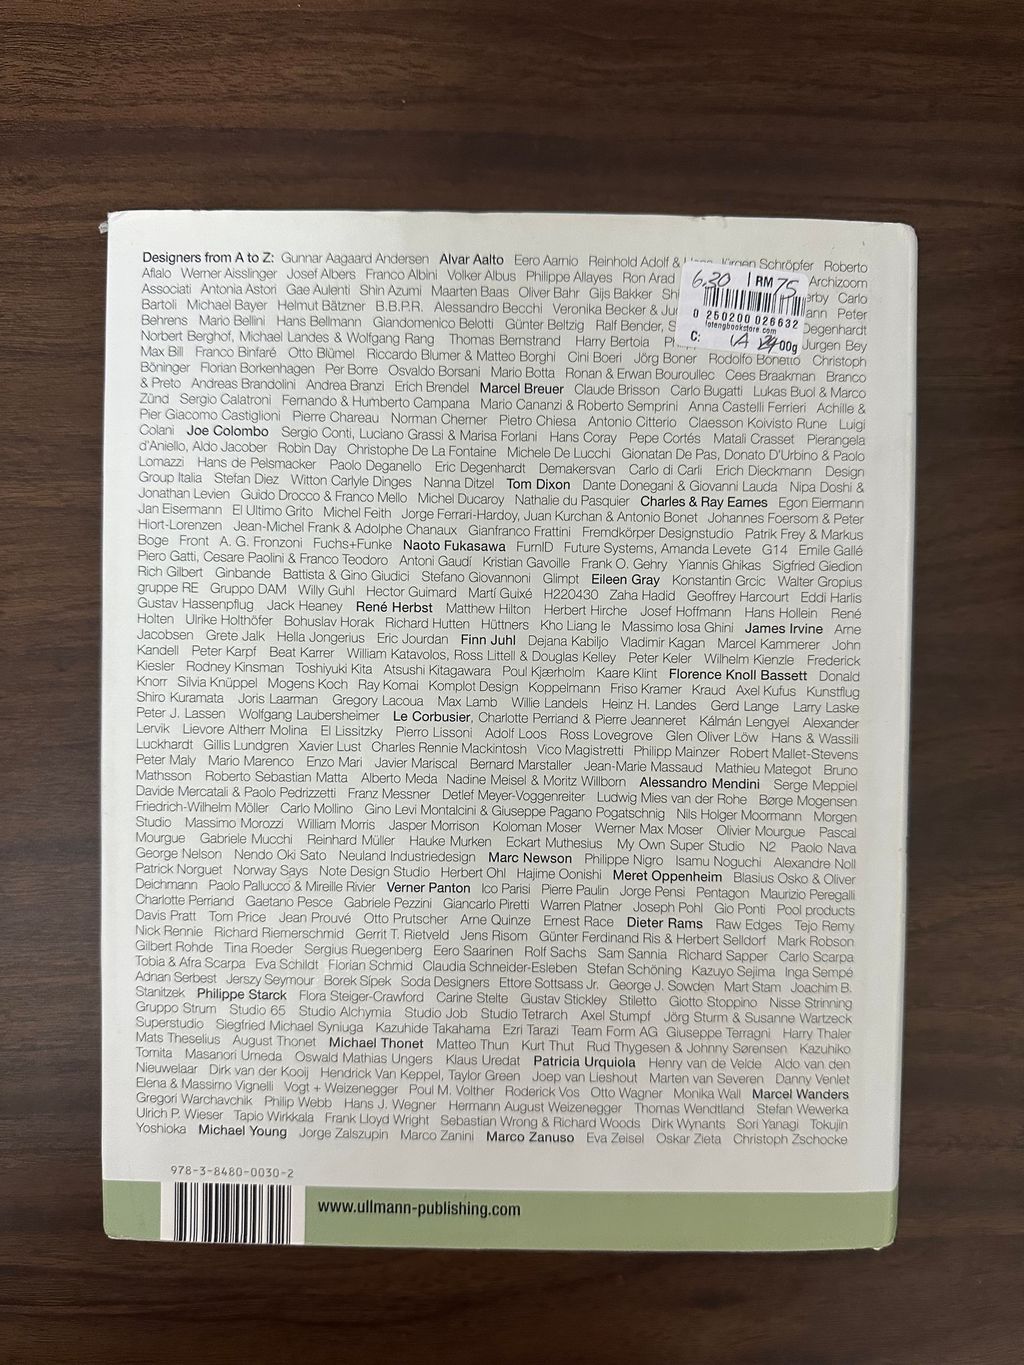 Designers from A to Z: Gunnar Aagaard Andersen Alvar Aalto Eero Aarnio Reinhold Adolf & Jürgen Schröpfer Roberto
Aflalo Werner Aisslinger Josef Albers Franco Albini Volker Albus Philippe Allayes Ron Arad Archizoom
Associati Antonia Astori Gae Aulenti Shin Azumi Maarten Baas Oliver Bahr Gijs Bakker Carlo
Bartoli Michael Bayer Helmut Bätzner B.B.P.R. Alessandro Becchi Veronika Becker & Peter
Behrens Mario Bellini Hans Bellmann Giandomenico Belotti Günter Beltzig Ralf Bender, Degenhardt
Norbert Berghof, Michael Landes & Wolfgang Rang Thomas Bernstrand Harry Bertoia Jurgen Bey
Max Bill Franco Binfaré Otto Blümel Riccardo Blumer & Matteo Borghi Cini Boeri Jörg Boner Rodolfo Bonetto Christoph
Böninger Florian Borkenhagen Per Borre Osvaldo Borsani Mario Botta Ronan & Erwan Bouroullec Cees Braakman Branco
& Preto Andreas Brandolini Andrea Branzi Erich Brendel Marcel Breuer Claude Brisson Carlo Bugatti Lukas Buol & Marco
Zünd Sergio Calatroni Fernando & Humberto Campana Mario Cananzi & Roberto Semprini Anna Castelli Ferrieri Achille &
Pier Giacomo Castiglioni Pierre Chareau Norman Cherner Pietro Chiesa Antonio Citterio Claesson Koivisto Rune Luigi
Colani Joe Colombo Sergio Conti, Luciano Grassi & Marisa Forlani Hans Coray Pepe Cortés Matali Crasset Pierangela
d'Aniello, Aldo Jacober Robin Day Christophe De La Fontaine Michele De Lucchi Gionatan De Pas, Donato D'Urbino & Paolo
Lomazzi Hans de Pelsmacker Paolo Deganello Eric Degenhardt Demakersvan Carlo di Carli Erich Dieckmann Design
Group Italia Stefan Diez Witton Carlyle Dinges Nanna Ditzel Tom Dixon Dante Donegani & Giovanni Lauda Nipa Doshi &
Jonathan Levien Guido Drocco & Franco Mello Michel Ducaroy Nathalie du Pasquier Charles & Ray Eames Egon Eiermann
Jan Eisermann El Ultimo Grito Michel Feith Jorge Ferrari-Hardoy, Juan Kurchan & Antonio Bonet Johannes Foersom & Peter
Hiort-Lorenzen Jean-Michel Frank & Adolphe Chanaux Gianfranco Frattini Fremdkörper Designstudio Patrik Frey & Markus
Boge Front A. G. Fronzoni Fuchs+Funke Naoto Fukasawa FurnID Future Systems, Amanda Levete G14 Emile Gallé
Piero Gatti, Cesare Paolini & Franco Teodoro Antoni Gaudí Kristian Gavoille Frank O. Gehry Yiannis Ghikas Sigfried Giedion
Rich Gilbert Ginbande Battista & Gino Giudici Stefano Giovannoni Glimpt Eileen Gray Konstantin Grcic Walter Gropius
gruppe RE Gruppo DAM Willy Guhl Hector Guimard Martí Guixé H220430 Zaha Hadid Geoffrey Harcourt Eddi Harlis
Gustav Hassenpflug Jack Heaney René Herbst Matthew Hilton Herbert Hirche Josef Hoffmann Hans Hollein René
Holten Ulrike Holthöfer Bohuslav Horak Richard Hutten Hüttners Kho Liang Ie Massimo Iosa Ghini James Irvine Arne
Jacobsen Grete Jalk Hella Jongerius Eric Jourdan Finn Juhl Dejana Kabiljo Vladimir Kagan Marcel Kammerer John
Kandell Peter Karpf Beat Karrer William Katavolos, Ross Littell & Douglas Kelley Peter Keler Wilhelm Kienzle Frederick
Kiesler Rodney Kinsman Toshiyuki Kita Atsushi Kitagawara Poul Kjærholm Kaare Klint Florence Knoll Bassett Donald
Knorr Silvia Knüppel Mogens Koch Ray Komai Komplot Design Koppelmann Friso Kramer Kraud Axel Kufus Kunstflug
Shiro Kuramata Joris Laarman Gregory Lacoua Max Lamb Willie Landels Heinz H. Landes Gerd Lange Larry Laske
Peter J. Lassen Wolfgang Laubersheimer Le Corbusier, Charlotte Perriand & Pierre Jeanneret Kálmán Lengyel Alexander
Lervik Lievore Altherr Molina El Lissitzky Pierro Lissoni Adolf Loos Ross Lovegrove Glen Oliver Löw Hans & Wassili
Luckhardt Gillis Lundgren Xavier Lust Charles Rennie Mackintosh Vico Magistretti Philipp Mainzer Robert Mallet-Stevens
Peter Maly Mario Marenco Enzo Mari Javier Mariscal Bernard Marstaller Jean-Marie Massaud Mathieu Mategot Bruno
Mathsson Roberto Sebastian Matta Alberto Meda Nadine Meisel & Moritz Willborn Alessandro Mendini Serge Meppiel
Davide Mercatali & Paolo Pedrizzetti Franz Messner Detlef Meyer-Voggenreiter Ludwig Mies van der Rohe Børge Mogensen
Friedrich-Wilhelm Möller Carlo Mollino Gino Levi Montalcini & Giuseppe Pagano Pogatschnig Nils Holger Moormann Morgen
Studio Massimo Morozzi William Morris Jasper Morrison Koloman Moser Werner Max Moser Olivier Mourgue Pascal
Mourgue Gabriele Mucchi Reinhard Müller Hauke Murken Eckart Muthesius My Own Super Studio N2 Paolo Nava
George Nelson Nendo Oki Sato Neuland Industriedesign Marc Newson Philippe Nigro Isamu Noguchi Alexandre Noll
Patrick Norguet Norway Says Note Design Studio Herbert Ohl Hajime Oonishi Meret Oppenheim Blasius Osko & Oliver
Deichmann Paolo Pallucco & Mireille Rivier Verner Panton Ico Parisi Pierre Paulin Jorge Pensi Pentagon Maurizio Peregalli
Charlotte Perriand Gaetano Pesce Gabriele Pezzini Giancarlo Piretti Warren Platner Joseph Pohl Gio Ponti Pool products
Davis Pratt Tom Price Jean Prouvé Otto Prutscher Arne Quinze Ernest Race Dieter Rams Raw Edges Tejo Remy
Nick Rennie Richard Riemerschmid Gerrit T. Rietveld Jens Risom Günter Ferdinand Ris & Herbert Selldorf Mark Robson
Gilbert Rohde Tina Roeder Sergius Ruegenberg Eero Saarinen Rolf Sachs Sam Sannia Richard Sapper Carlo Scarpa
Tobia & Afra Scarpa Eva Schildt Florian Schmid Claudia Schneider-Esleben Stefan Schöning Kazuyo Sejima Inga Sempé
Adnan Serbest Jerszy Seymour Borek Sípek Soda Designers Ettore Sottsass Jr. George J. Sowden Mart Stam Joachim B.
Stanitzek Philippe Starck Flora Steiger-Crawford Carine Stelte Gustav Stickley Stiletto Giotto Stoppino Nisse Strinning
Gruppo Strum Studio 65 Studio Alchymia Studio Job Studio Tetrarch Axel Stumpf Jörg Sturm & Susanne Wartzeck
Superstudio Siegfried Michael Syniuga Kazuhide Takahama Ezri Tarazi Team Form AG Giuseppe Terragni Harry Thaler
Mats Theselius August Thonet Michael Thonet Matteo Thun Kurt Thut Rud Thygesen & Johnny Sørensen Kazuhiko
Tomita Masanori Umeda Oswald Mathias Ungers Klaus Uredat Patricia Urquiola Henry van de Velde Aldo van den
Nieuwelaar Dirk van der Kooij Hendrick Van Keppel, Taylor Green Joep van Lieshout Marten van Severen Danny Venlet
Elena & Massimo Vignelli Vogt + Weizenegger Poul M. Volther Roderick Vos Otto Wagner Monika Wall Marcel Wanders
Gregori Warchavchik Philip Webb Hans J. Wegner Hermann August Weizenegger Thomas Wendtland Stefan Wewerka
Ulrich P. Wieser Tapio Wirkkala Frank Lloyd Wright Sebastian Wrong & Richard Woods Dirk Wynants Sori Yanagi Tokujin
Yoshioka Michael Young Jorge Zalszupin Marco Zanini Marco Zanuso Eva Zeisel Oskar Zieta Christoph Zschocke
6.30 RM 75
0 250200 026632
lotengbookstore.com
C: 00g
978-3-8480-0030-2
www.ullmann-publishing.com